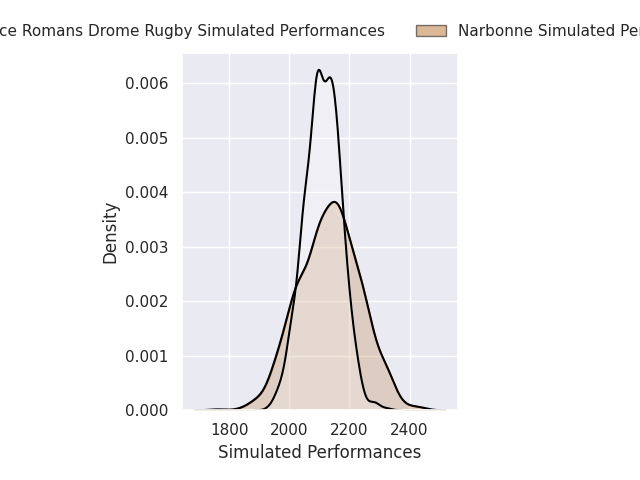 ce Romans Drome Rugby Simulated Performances
Narbonne Simulated Per
0.006
0.005
0.004
0.003
0.002
0.001
0.000
Density
1800 2000 2200 2400
Simulated Performances